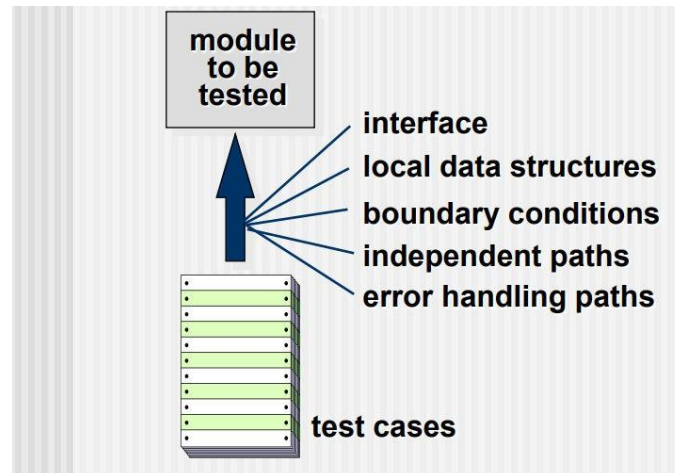 module
to be
tested
interface
local data structures
boundary conditions
independent paths
error handling paths
test cases